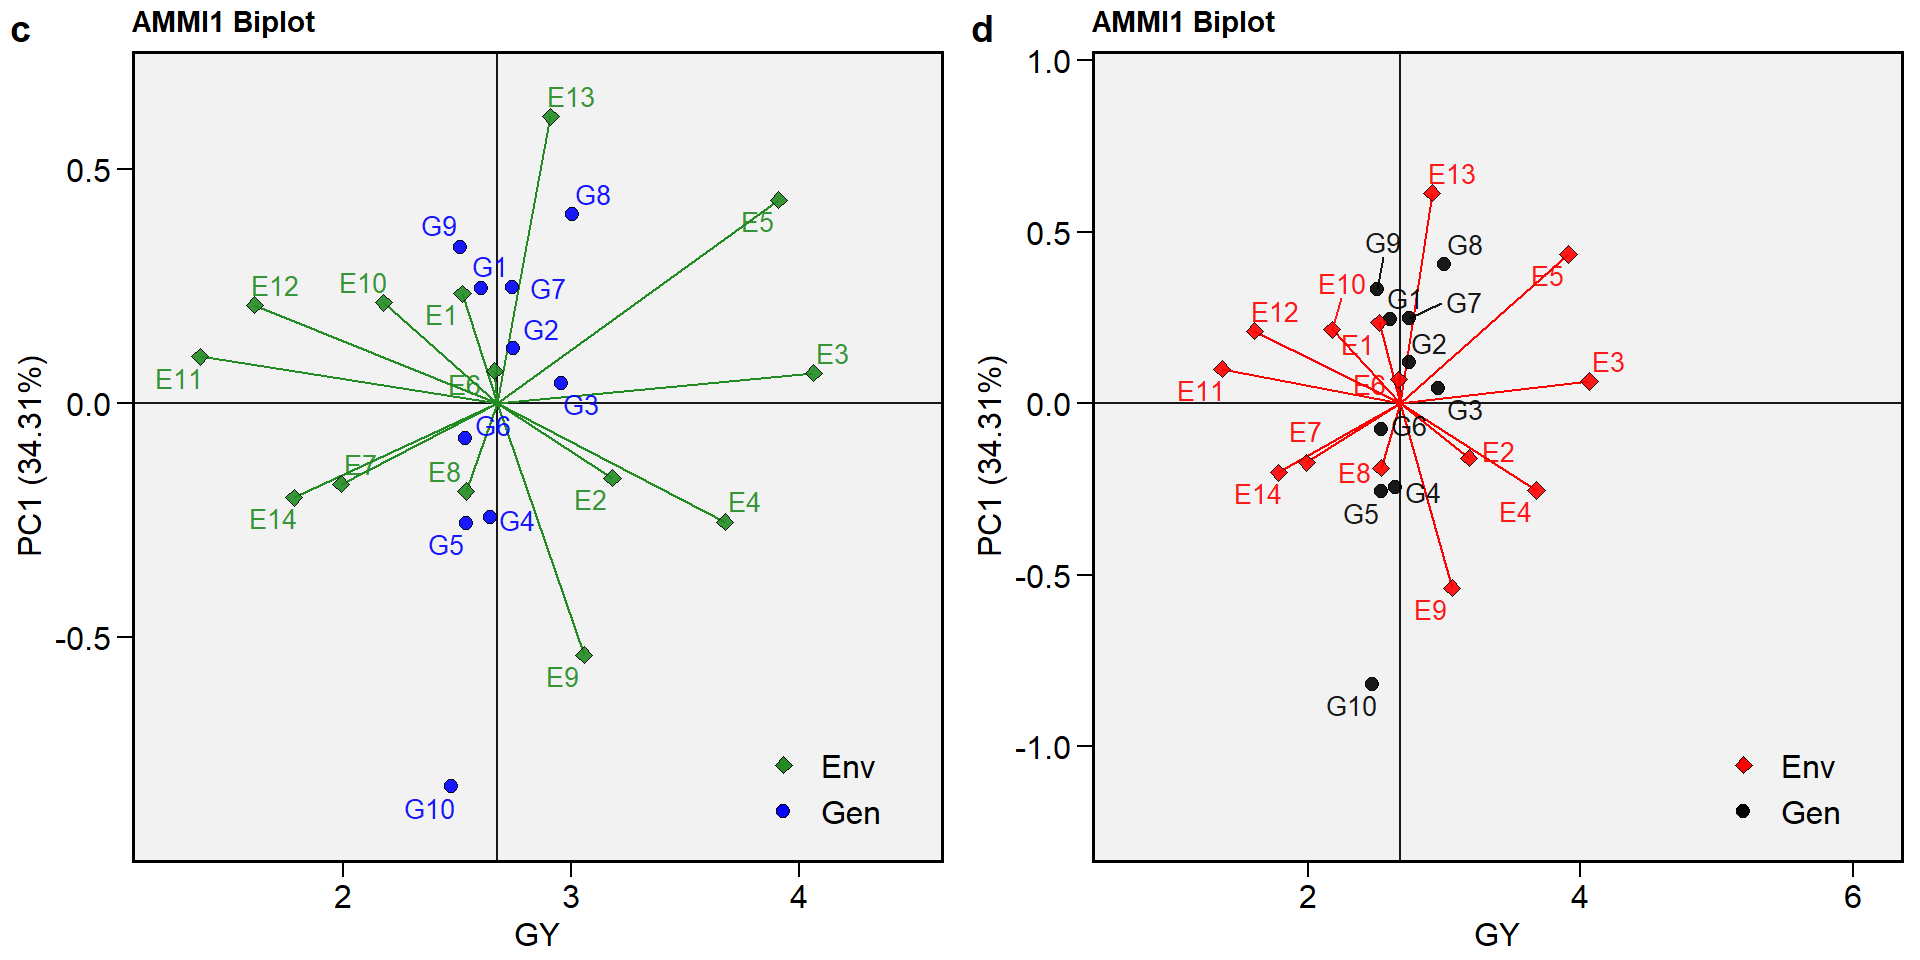 c
AMMI1 Biplot
E13
G8
G9
E5
G1
E12
E10
G7
E1
G2
E3
E11
E6
G3
G6
E7
E8
E2
E4
E14
G4
G5
E9
G10
Env
Gen
0.5
0.0
-0.5
PC1 (34.31%)
2
3
4
GY
d
AMMI1 Biplot
E13
G9
G8
E5
E10
G1
G7
E12
E1
G2
E3
E11
E6
G3
G6
E7
E2
E8
E14
G4
G5
E4
E9
G10
Env
Gen
1.0
0.5
0.0
-0.5
-1.0
PC1 (34.31%)
2
4
6
GY